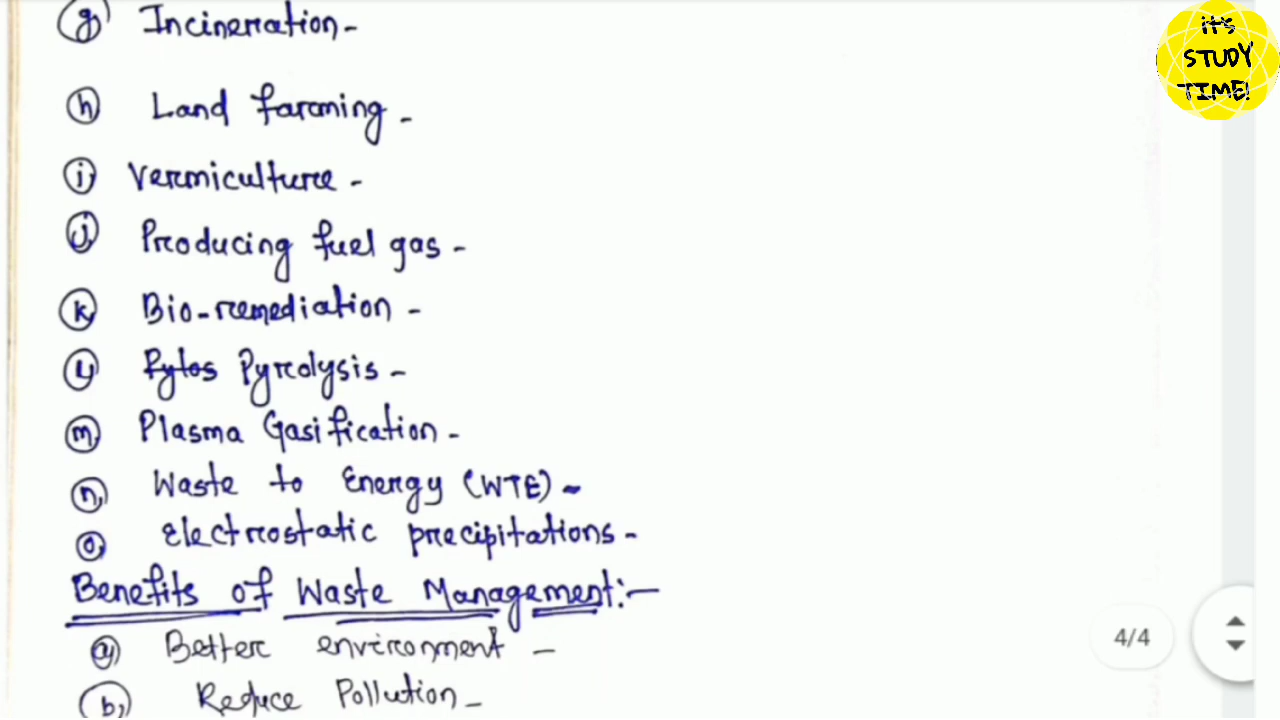 g) Incineration -
IT'S
STUDY
TIME!
h) Land farming -
i) Vermiculture -
j) Producing fuel gas -
k) Bio-remediation -
l) Pylos Pyrolysis -
m) Plasma Gasification -
n) Waste to Energy (WTE) -
o) Electrostatic precipitations -
Benefits of Waste Management:-
a) Better environment -
4/4
b) Reduce Pollution -